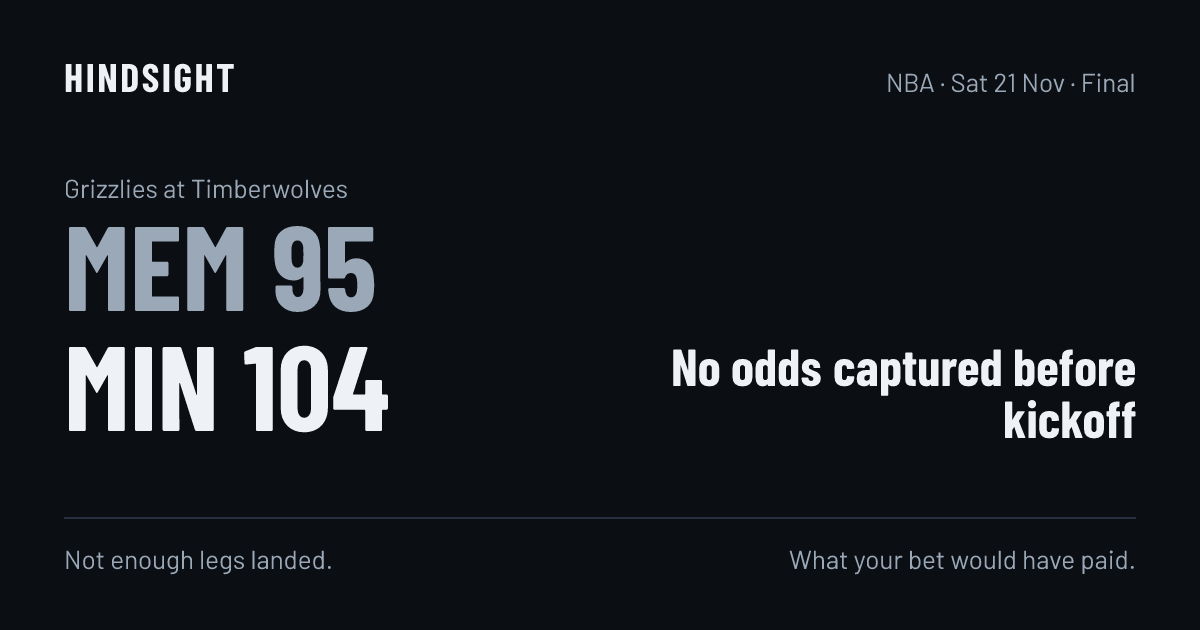 HINDSIGHT
NBA · Sat 21 Nov · Final
Grizzlies at Timberwolves
MEM 95
MIN 104
No odds captured before
kickoff
Not enough legs landed.
What your bet would have paid.